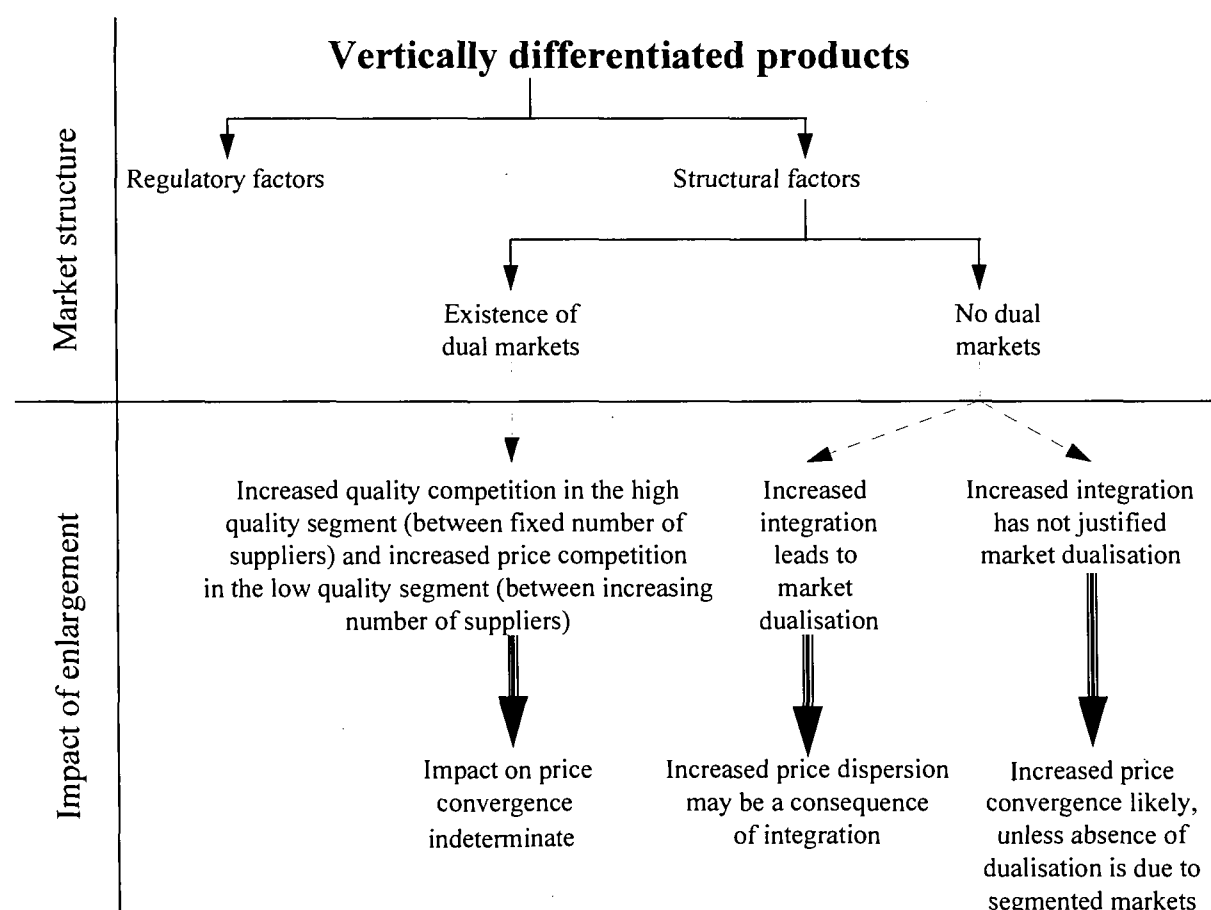 Vertically differentiated products
Market structure
Regulatory factors
Structural factors
Existence of
dual markets
No dual
markets
Impact of enlargement
Increased quality competition in the high
quality segment (between fixed number of
suppliers) and increased price competition
in the low quality segment (between increasing
number of suppliers)
Increased
integration
leads to
market
dualisation
Increased integration
has not justified
market dualisation
Impact on price
convergence
indeterminate
Increased price dispersion
may be a consequence
of integration
Increased price
convergence likely,
unless absence of
dualisation is due to
segmented markets